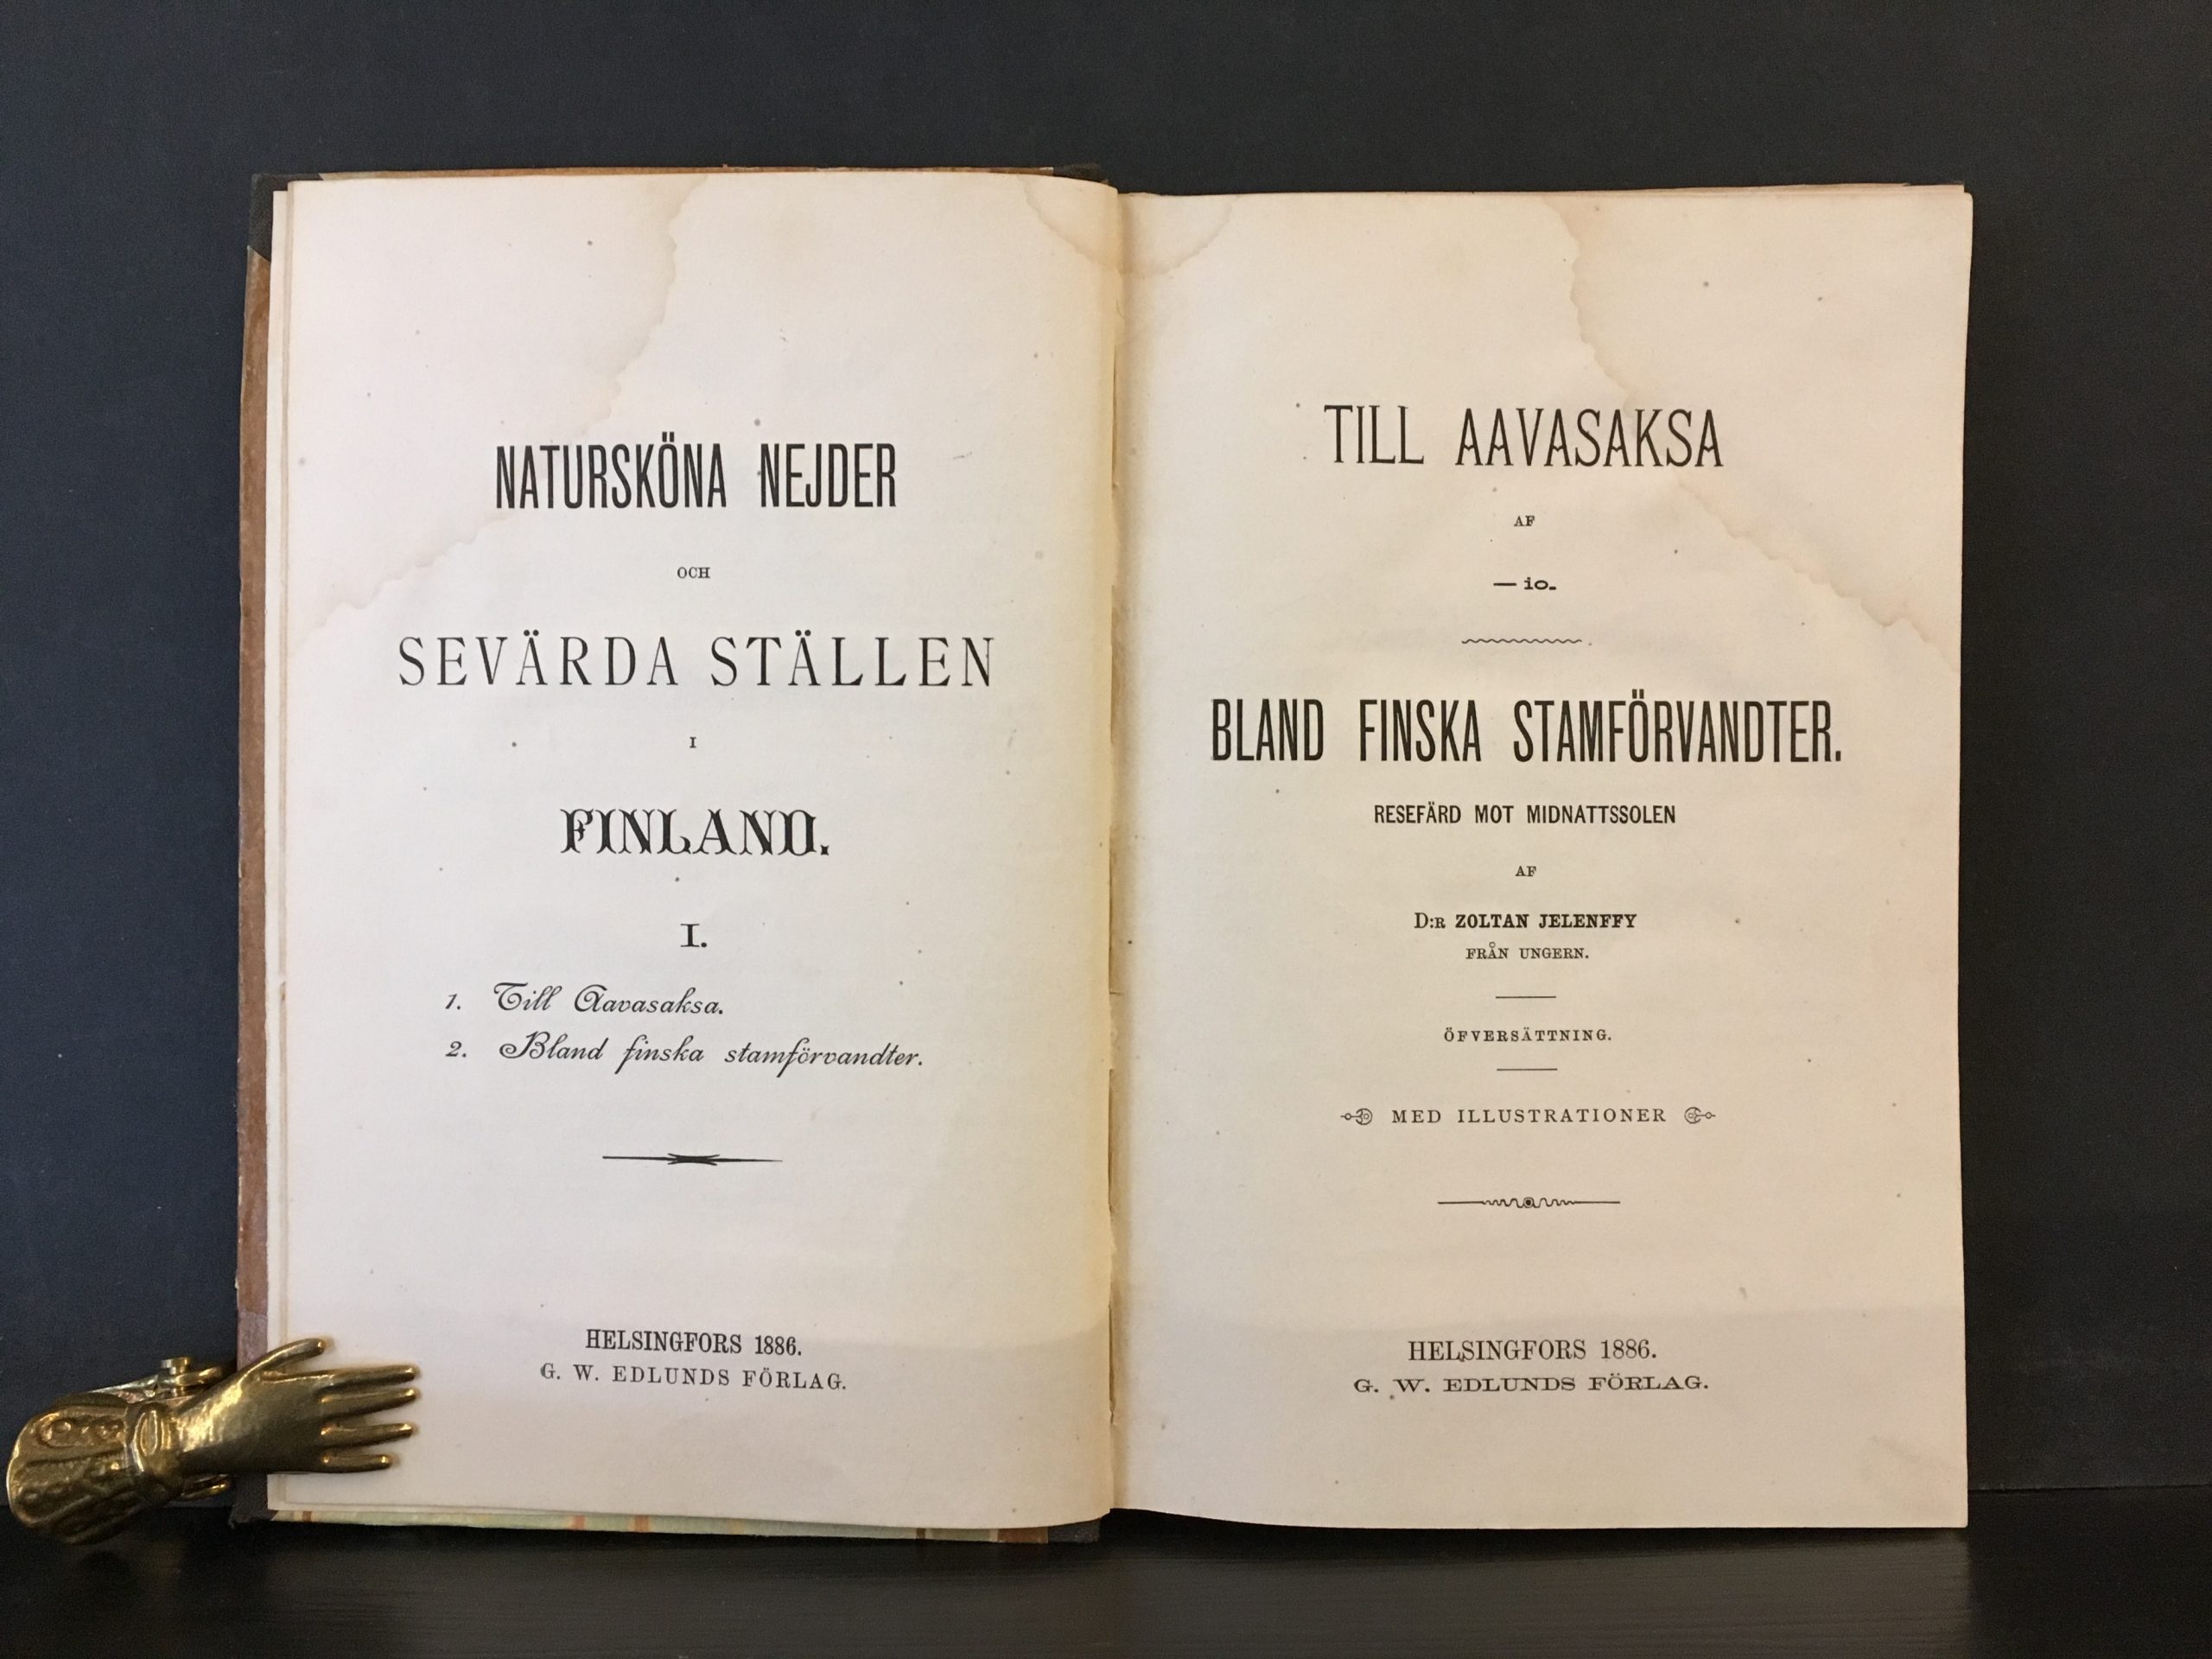 NATURSKÖNA NEJDER
OCH
SEVÄRDA STÄLLEN
I
FINLAND.
I.
1. Till Aavasaksa.
2. Bland finska stamförvandter.
HELSINGFORS 1886.
G. W. EDLUNDS FÖRLAG.
TILL AAVASAKSA
AF
— io.
BLAND FINSKA STAMFÖRVANDTER.
RESEFÄRD MOT MIDNATTSSOLEN
AF
D:R ZOLTAN JELENFFY
FRÅN UNGERN.
ÖFVERSÄTTNING.
MED ILLUSTRATIONER
HELSINGFORS 1886.
G. W. EDLUNDS FÖRLAG.